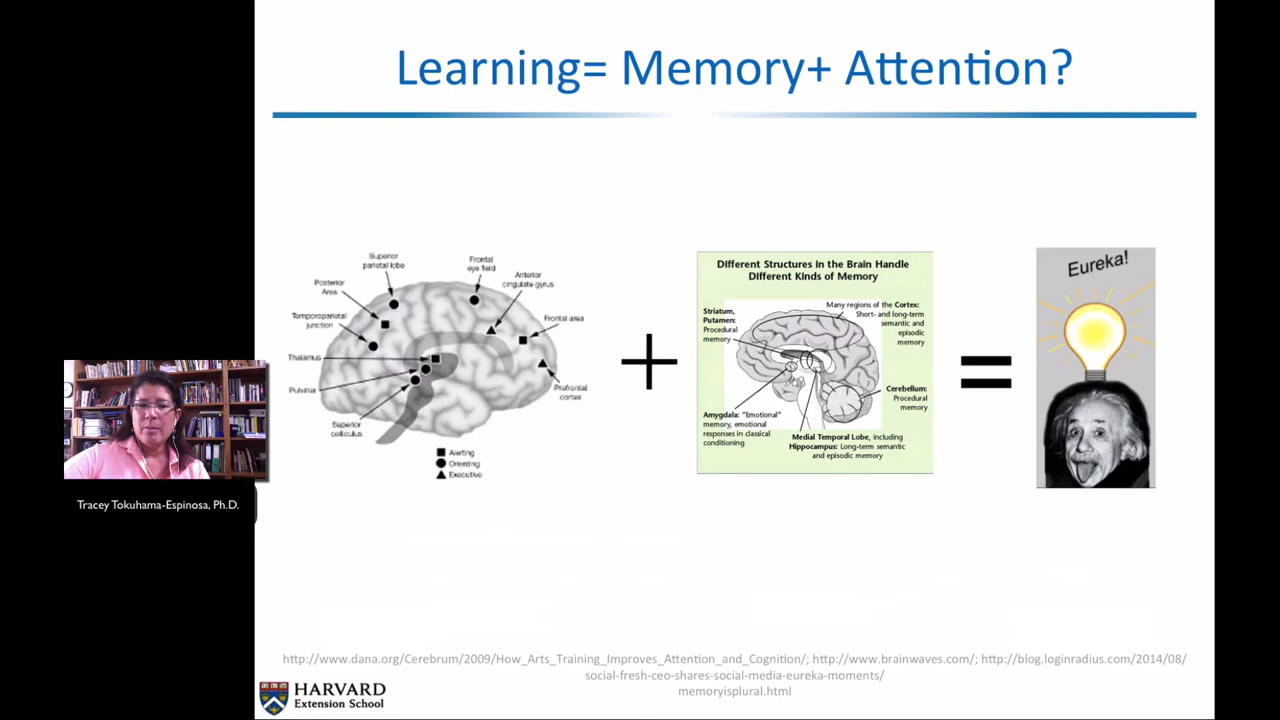 Learning= Memory+ Attention?
Superior
parietal lobe
Frontal
eye field
Anterior
cingulate gyrus
Posterior
Area
Temporoparietal
junction
Frontal area
Thalamus
Pulvinar
Prefrontal
cortex
Superior
colliculus
Alerting
Orienting
Executive
+
Different Structures in the Brain Handle
Different Kinds of Memory
Striatum,
Putamen:
Procedural
memory
Many regions of the Cortex:
Short- and long-term
semantic and
episodic
memory
Cerebellum:
Procedural
memory
Amygdala: “Emotional”
memory, emotional
responses in classical
conditioning
Medial Temporal Lobe, including
Hippocampus: Long-term semantic
and episodic memory
=
Eureka!
Tracey Tokuhama-Espinosa, Ph.D.
http://www.dana.org/Cerebrum/2009/How_Arts_Training_Improves_Attention_and_Cognition/; http://www.brainwaves.com/; http://blog.loginradius.com/2014/08/
social-fresh-ceo-shares-social-media-eureka-moments/
memoryisplural.html
HARVARD
Extension School